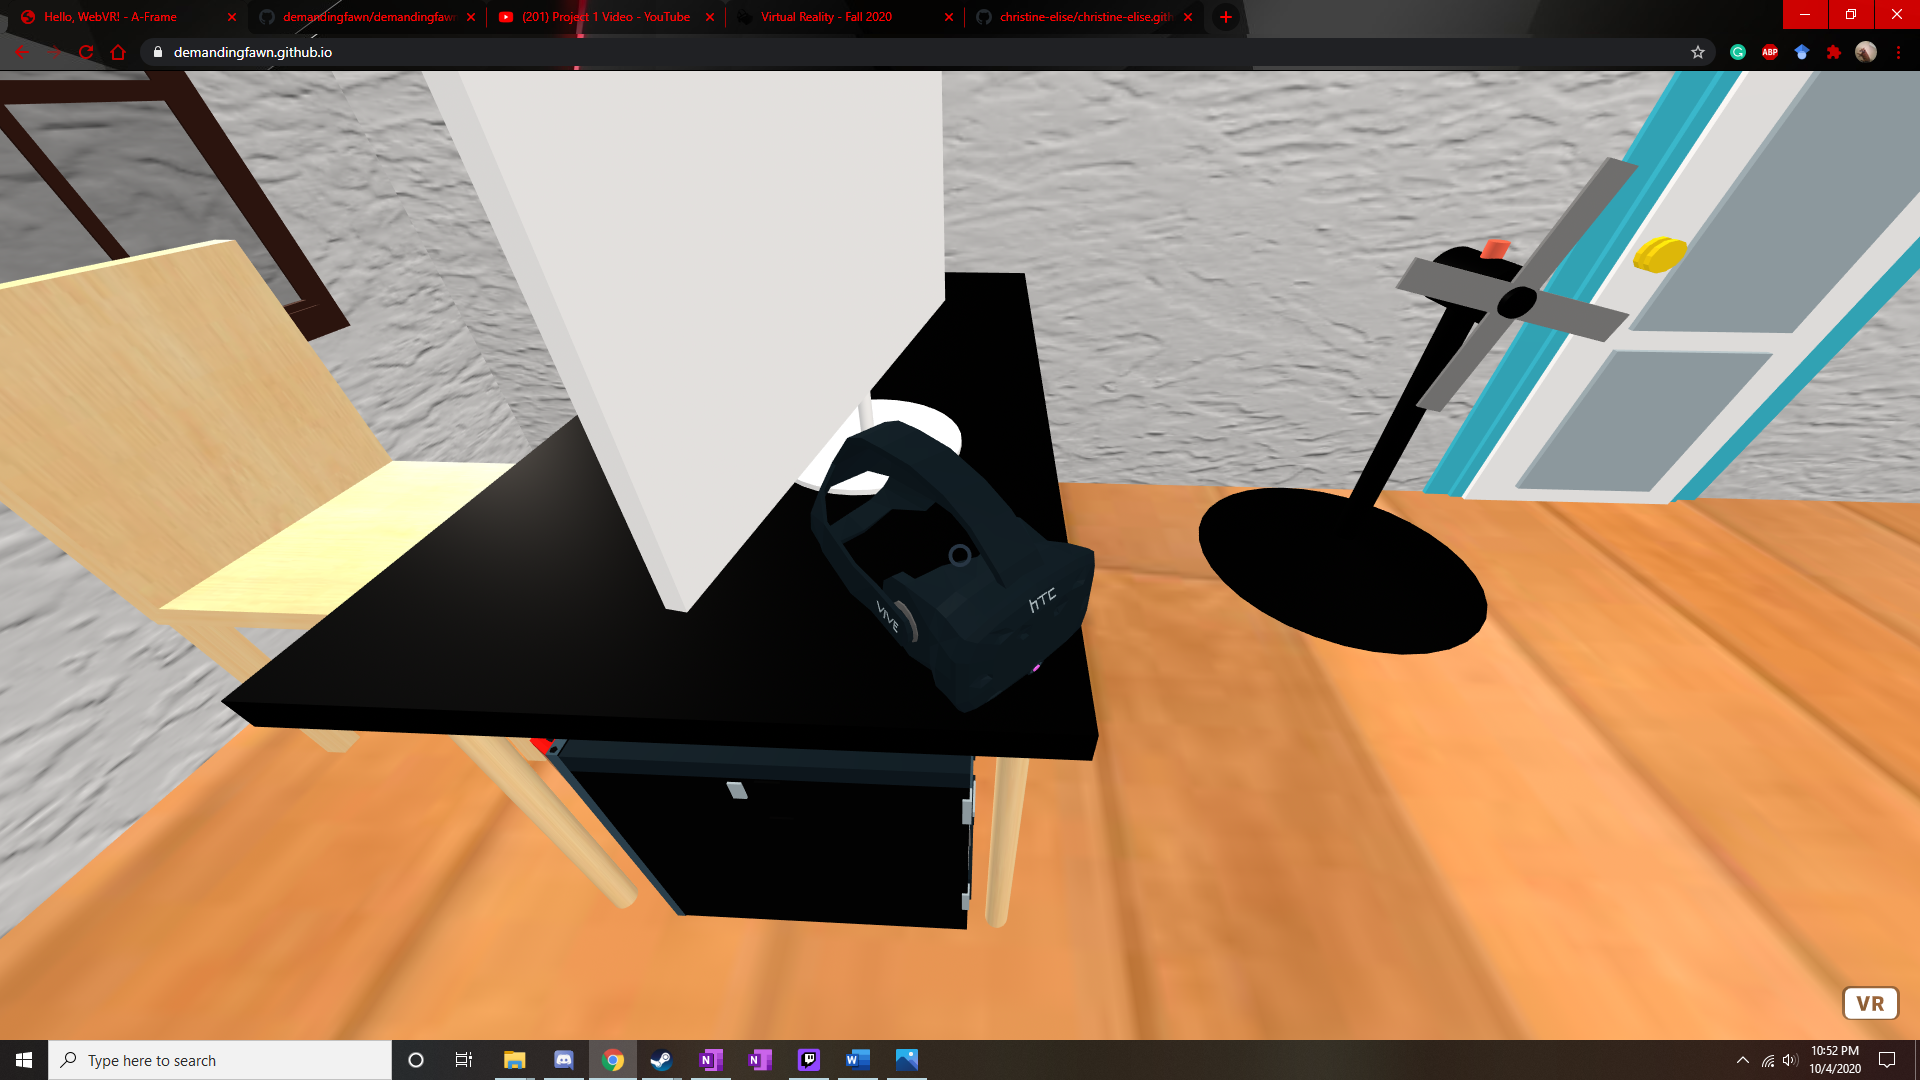 Hello, WebVR! - A-Frame
demandingfawn/demandingfawn
(201) Project 1 Video - YouTube
Virtual Reality - Fall 2020
christine-elise/christine-elise.gith
demandingfawn.github.io
ABP
htc
VIVE
VR
Type here to search
10:52 PM
10/4/2020